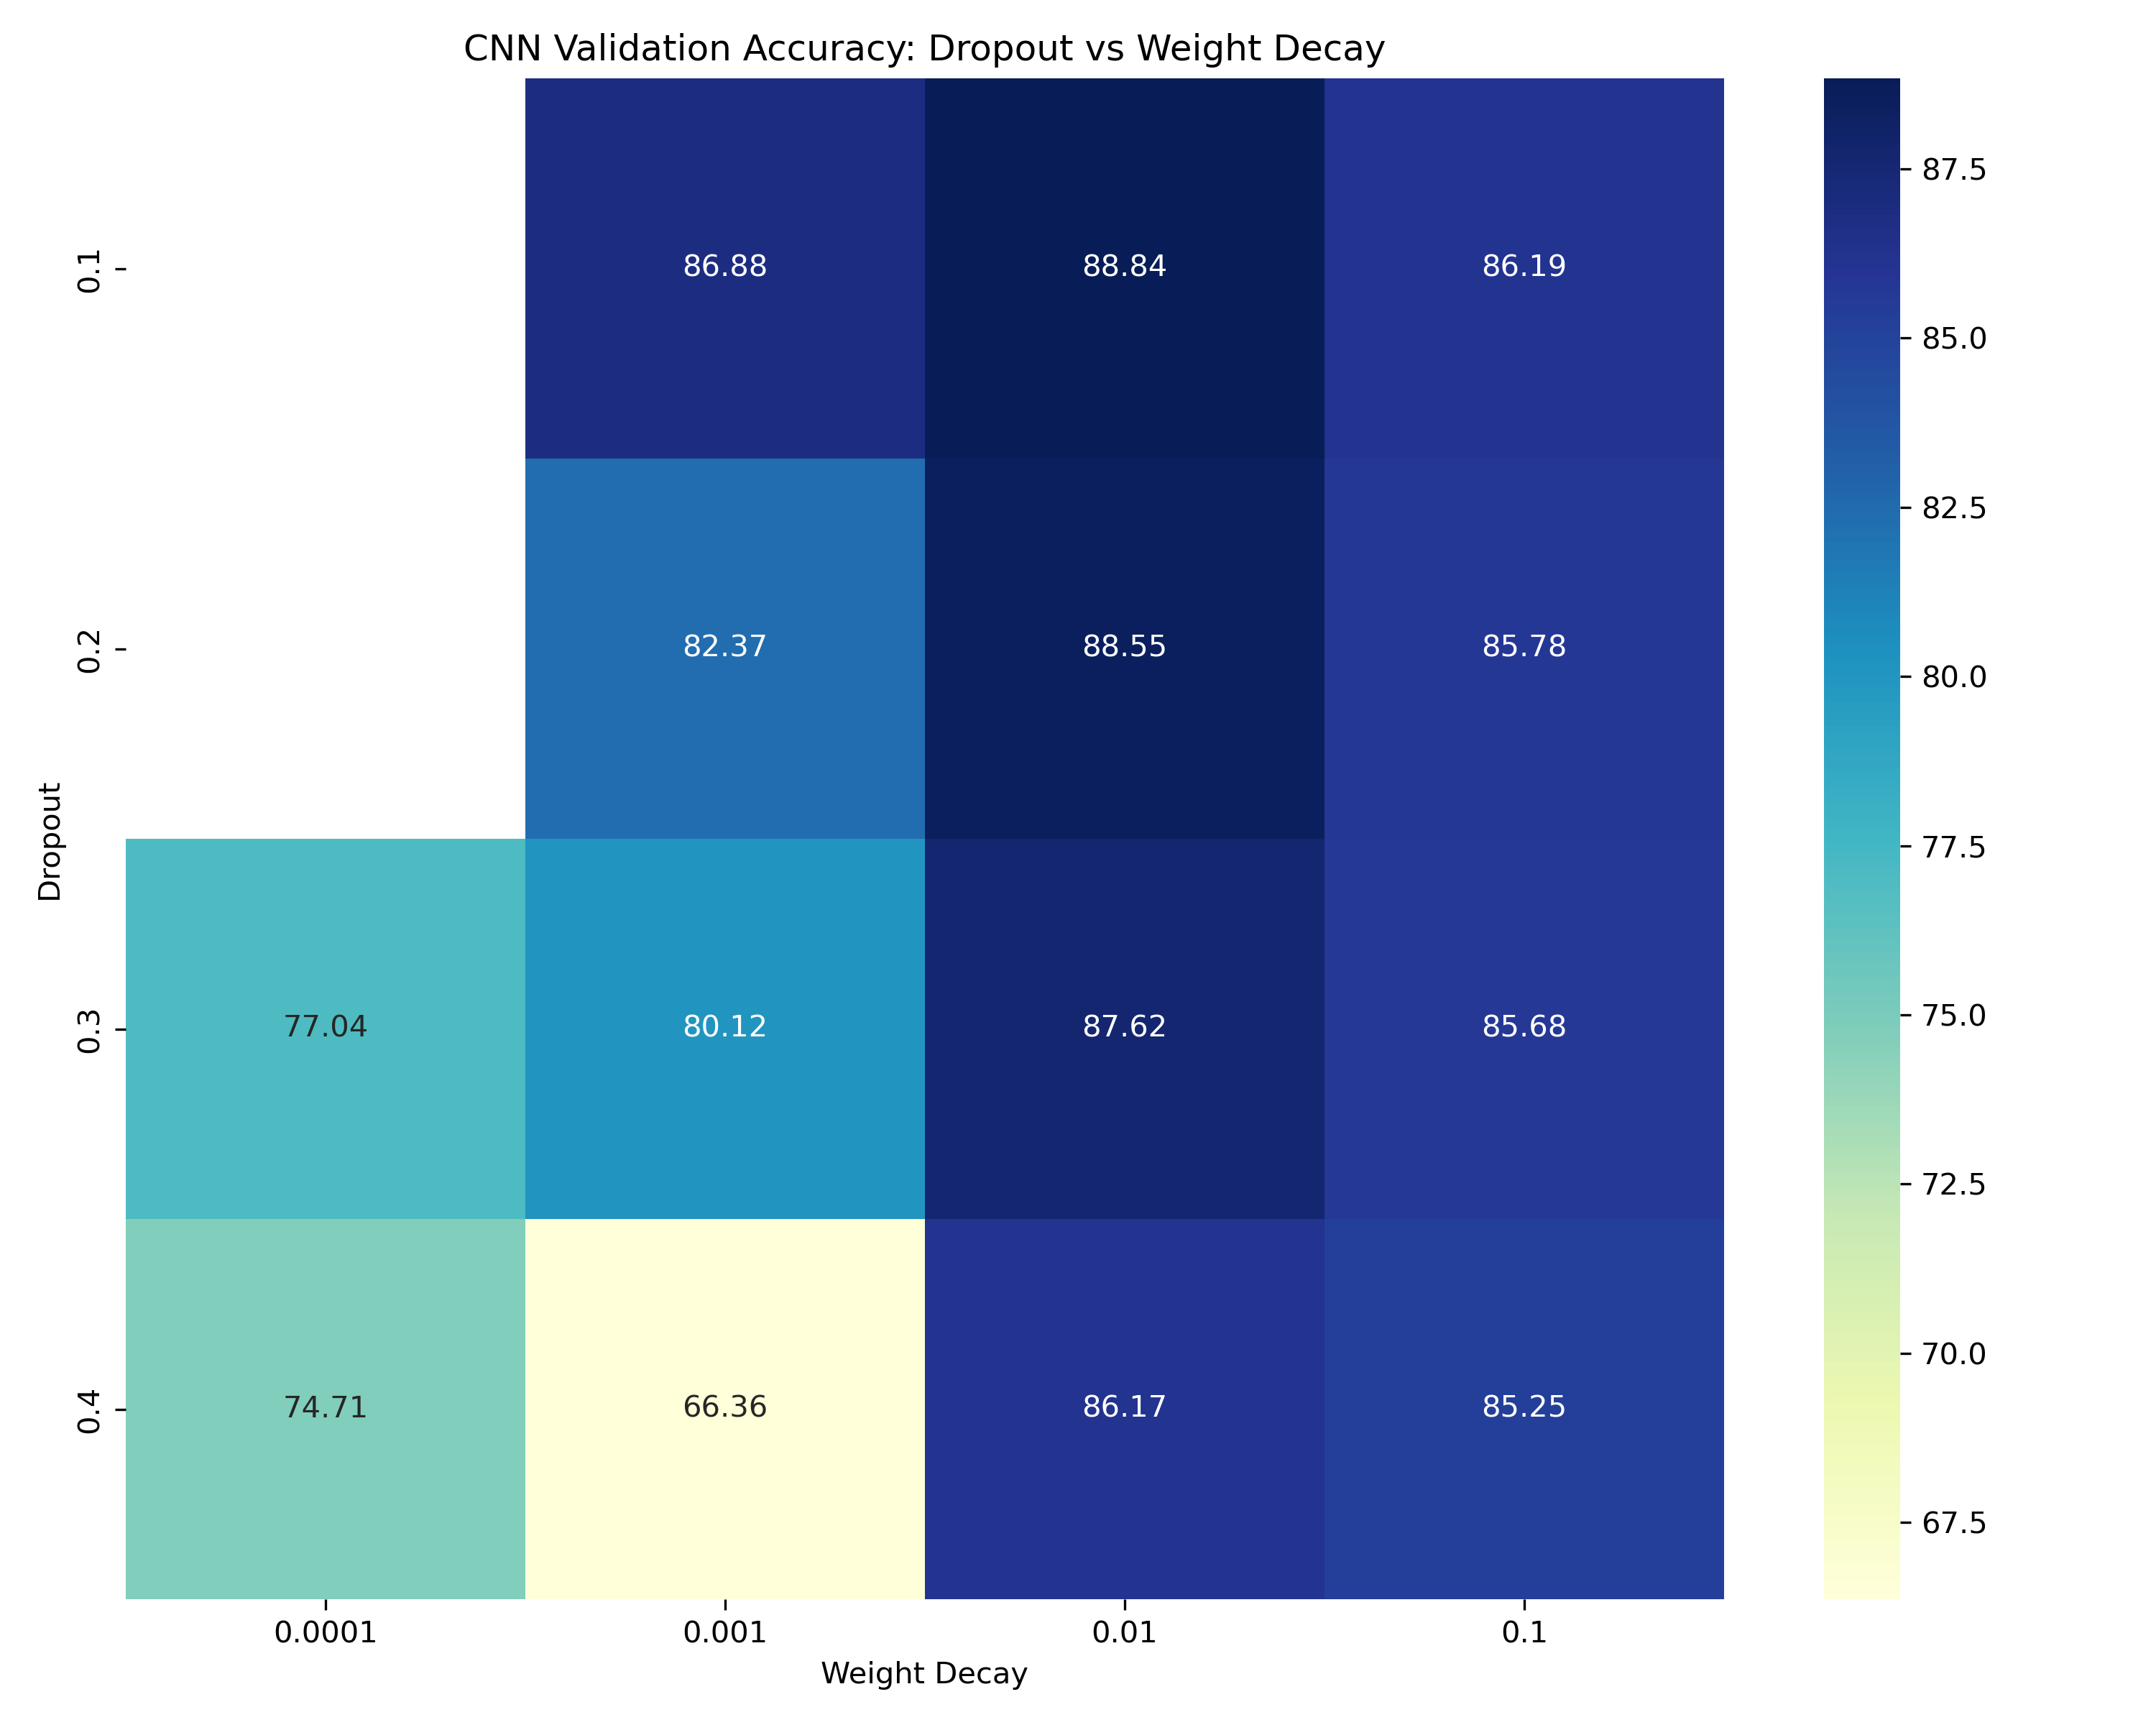 CNN Validation Accuracy: Dropout vs Weight Decay
0.1
86.88 88.84 86.19
0.2
82.37 88.55 85.78
Dropout
0.3
77.04 80.12 87.62 85.68
0.4
74.71 66.36 86.17 85.25
0.0001 0.001 0.01 0.1
Weight Decay
87.5
85.0
82.5
80.0
77.5
75.0
72.5
70.0
67.5